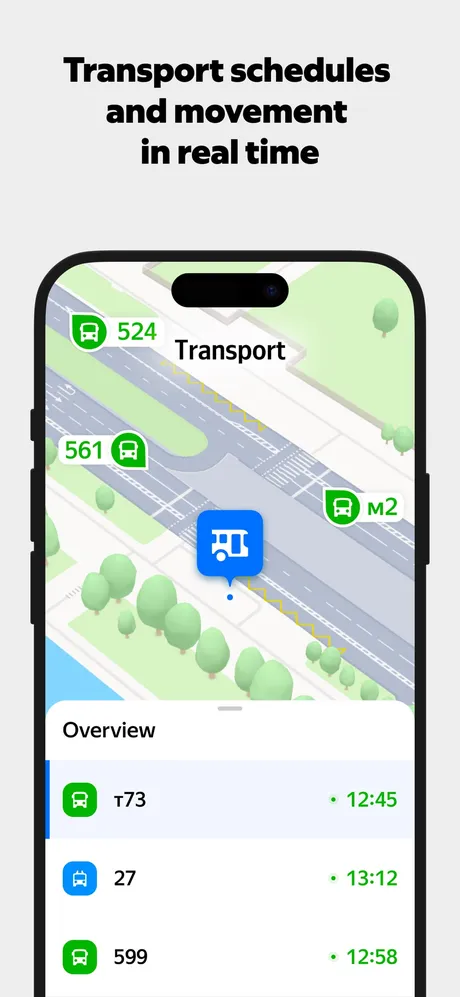 Transport schedules
and movement
in real time
524
Transport
561
м2
Overview
т73
12:45
27
13:12
599
12:58